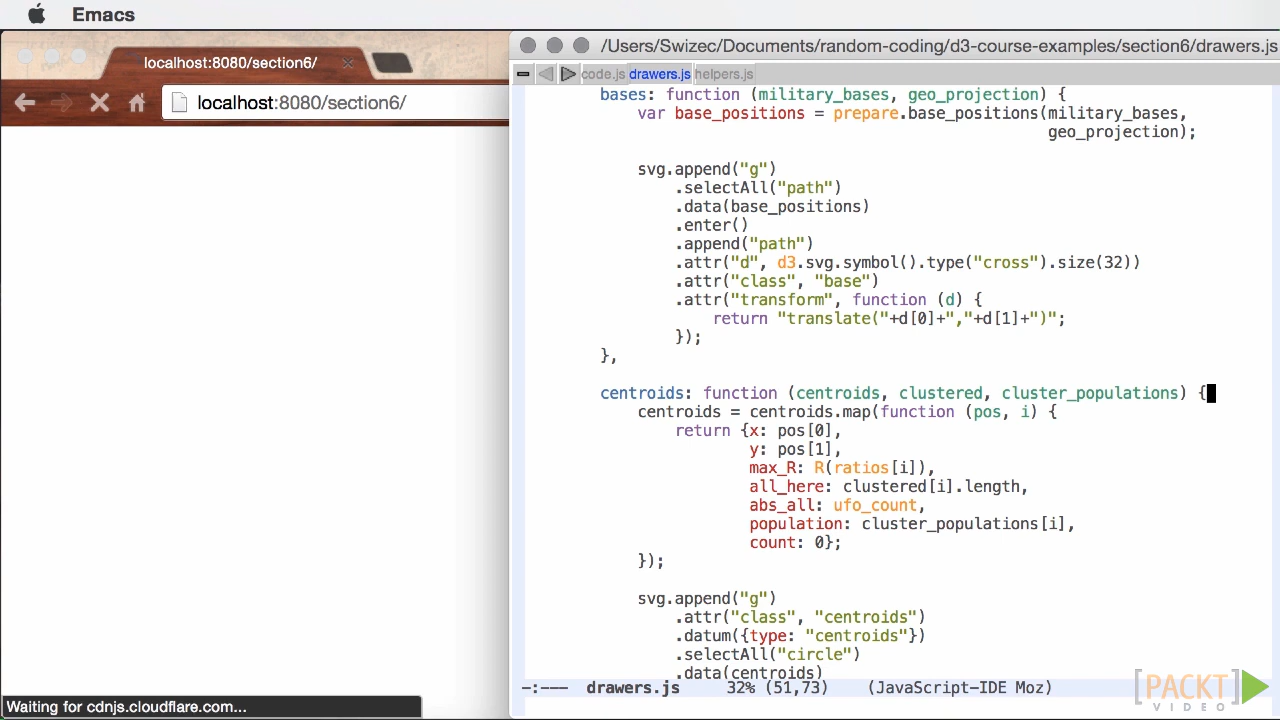 Emacs
localhost:8080/section6/
localhost:8080/section6/
/Users/Swizec/Documents/random-coding/d3-course-examples/section6/drawers.js
code.js drawers.js helpers.js
bases: function (military_bases, geo_projection) {
var base_positions = prepare.base_positions(military_bases,
geo_projection);
svg.append("g")
.selectAll("path")
.data(base_positions)
.enter()
.append("path")
.attr("d", d3.svg.symbol().type("cross").size(32))
.attr("class", "base")
.attr("transform", function (d) {
return "translate("+d[0]+","+d[1]+")";
});
},
centroids: function (centroids, clustered, cluster_populations) {
centroids = centroids.map(function (pos, i) {
return {x: pos[0],
y: pos[1],
max_R: R(ratios[i]),
all_here: clustered[i].length,
abs_all: ufo_count,
population: cluster_populations[i],
count: 0};
});
svg.append("g")
.attr("class", "centroids")
.datum({type: "centroids"})
.selectAll("circle")
.data(centroids)
-:--- drawers.js 32% (51,73) (JavaScript-IDE Moz)
Waiting for cdnjs.cloudflare.com...
[PACKT]
VIDEO